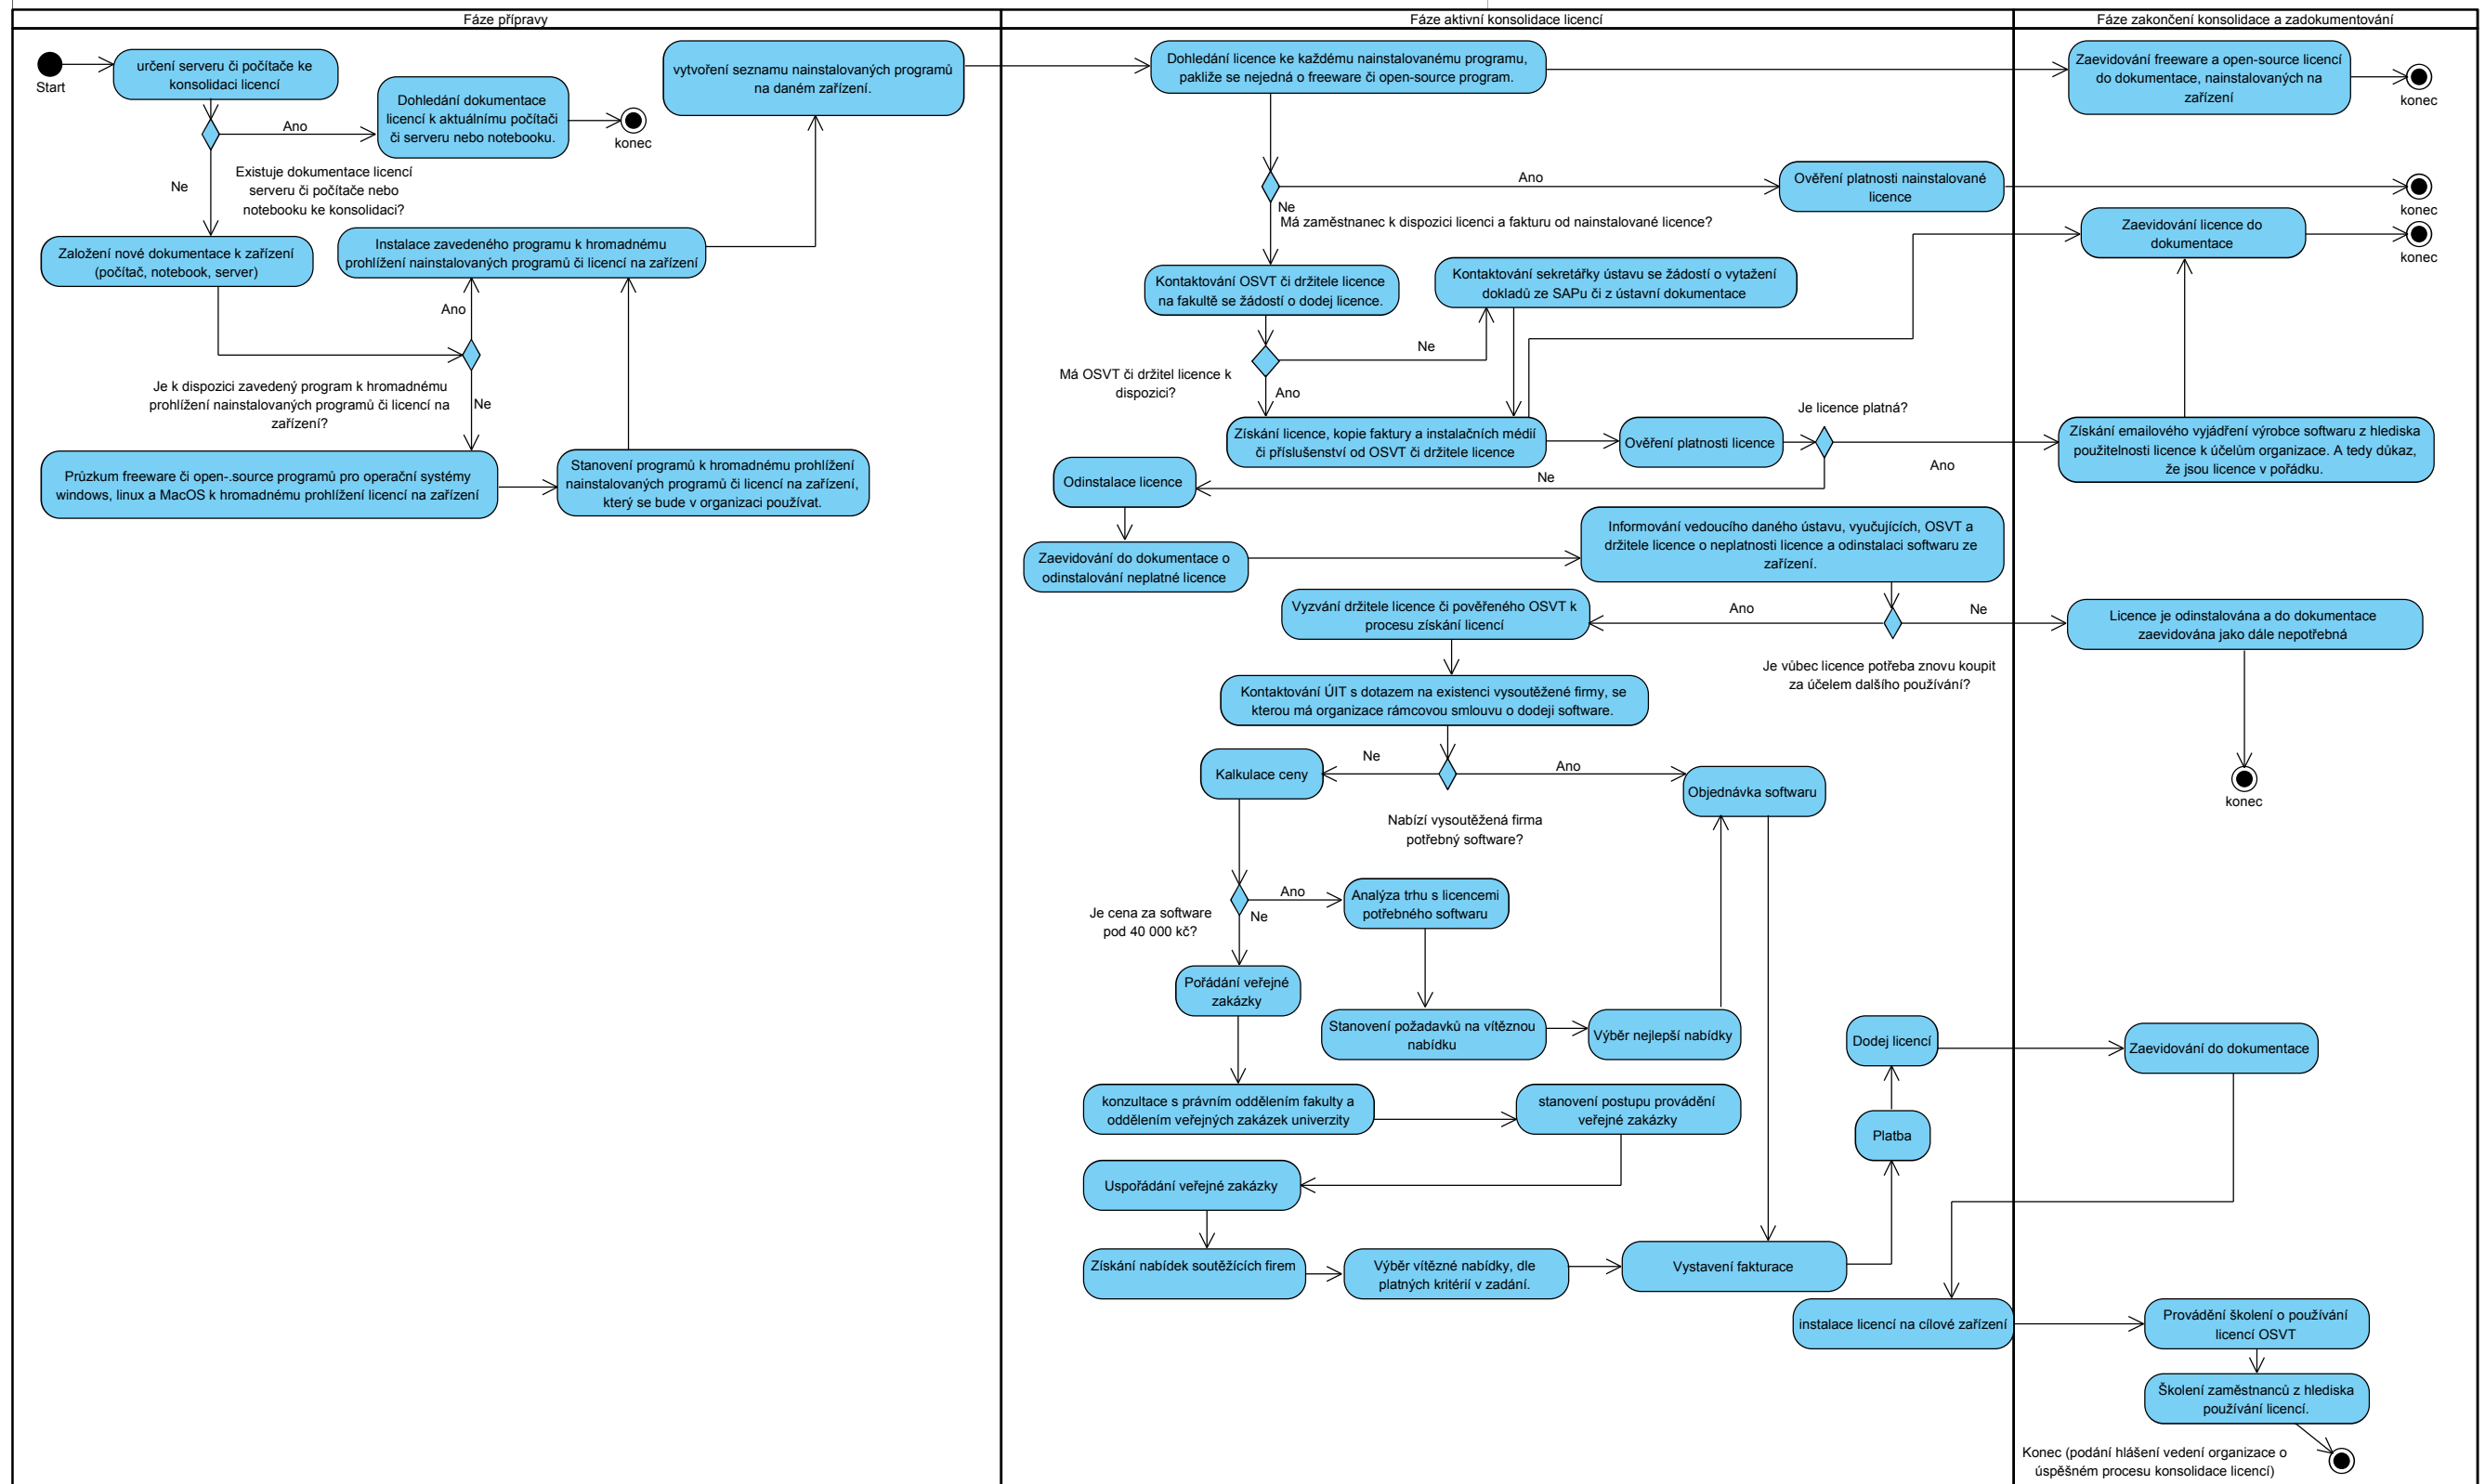 Fáze přípravy
Fáze aktivní konsolidace licencí
Fáze zakončení konsolidace a zadokumentování
Start
určení serveru či počítače ke
konsolidaci licencí
Ano
Dohledání dokumentace
licencí k aktuálnímu počítači
či serveru nebo notebooku.
konec
Ne
Existuje dokumentace licencí
serveru či počítače nebo
notebooku ke konsolidaci?
vytvoření seznamu nainstalovaných programů
na daném zařízení.
Založení nové dokumentace k zařízení
(počítač, notebook, server)
Instalace zavedeného programu k hromadnému
prohlížení nainstalovaných programů či licencí na zařízení
Ano
Je k dispozici zavedený program k hromadnému
prohlížení nainstalovaných programů či licencí na
zařízení?
Ne
Průzkum freeware či open-.source programů pro operační systémy
windows, linux a MacOS k hromadnému prohlížení licencí na zařízení
Stanovení programů k hromadnému prohlížení
nainstalovaných programů či licencí na zařízení,
který se bude v organizaci používat.
Dohledání licence ke každému nainstalovanému programu,
pakliže se nejedná o freeware či open-source program.
Zaevidování freeware a open-source licencí
do dokumentace, nainstalovaných na
zařízení
konec
Ano
Ověření platnosti nainstalované
licence
konec
Ne
Má zaměstnanec k dispozici licenci a fakturu od nainstalované licence?
Zaevidování licence do
dokumentace
konec
Kontaktování OSVT či držitele licence
na fakultě se žádostí o dodej licence.
Kontaktování sekretářky ústavu se žádostí o vytažení
dokladů ze SAPu či z ústavní dokumentace
Ne
Má OSVT či držitel licence k
dispozici?
Ano
Získání licence, kopie faktury a instalačních médií
či příslušenství od OSVT či držitele licence
Ověření platnosti licence
Je licence platná?
Ano
Získání emailového vyjádření výrobce softwaru z hlediska
použitelnosti licence k účelům organizace. A tedy důkaz,
že jsou licence v pořádku.
Ne
Odinstalace licence
Zaevidování do dokumentace o
odinstalování neplatné licence
Informování vedoucího daného ústavu, vyučujících, OSVT a
držitele licence o neplatnosti licence a odinstalaci softwaru ze
zařízení.
Vyzvání držitele licence či pověřeného OSVT k
procesu získání licencí
Ano
Ne
Licence je odinstalována a do dokumentace
zaevidována jako dále nepotřebná
Je vůbec licence potřeba znovu koupit
za účelem dalšího používání?
konec
Kontaktování ÚIT s dotazem na existenci vysoutěžené firmy, se
kterou má organizace rámcovou smlouvu o dodeji software.
Ne
Ano
Kalkulace ceny
Objednávka softwaru
Nabízí vysoutěžená firma
potřebný software?
Je cena za software
pod 40 000 kč?
Ano
Ne
Analýza trhu s licencemi
potřebného softwaru
Pořádání veřejné
zakázky
Stanovení požadavků na vítěznou
nabídku
Výběr nejlepší nabídky
Dodej licencí
Zaevidování do dokumentace
konzultace s právním oddělením fakulty a
oddělením veřejných zakázek univerzity
stanovení postupu provádění
veřejné zakázky
Platba
Uspořádání veřejné zakázky
Získání nabídek soutěžících firem
Výběr vítězné nabídky, dle
platných kritérií v zadání.
Vystavení fakturace
instalace licencí na cílové zařízení
Provádění školení o používání
licencí OSVT
Školení zaměstnanců z hlediska
používání licencí.
Konec (podání hlášení vedení organizace o
úspěšném procesu konsolidace licencí)